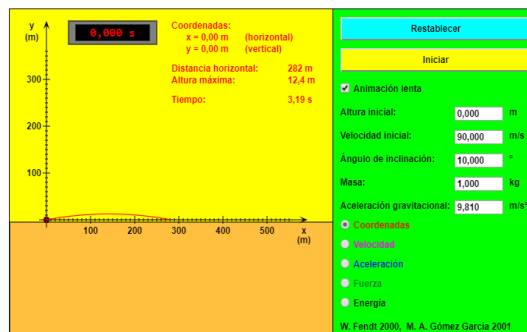 y
(m)
0,000 s
Coordenadas:
x = 0,00 m (horizontal)
y = 0,00 m (vertical)
Distancia horizontal: 282 m
Altura máxima: 12,4 m
Tiempo: 3,19 s
300
200
100
100 200 300 400 500 x
(m)
Restablecer
Iniciar
Animación lenta
Altura inicial: 0,000 m
Velocidad inicial: 90,000 m/s
Ángulo de inclinación: 10,000 °
Masa: 1,000 kg
Aceleración gravitacional: 9,810 m/s²
Coordenadas
Velocidad
Aceleración
Fuerza
Energía
W. Fendt 2000, M. A. Gómez García 2001